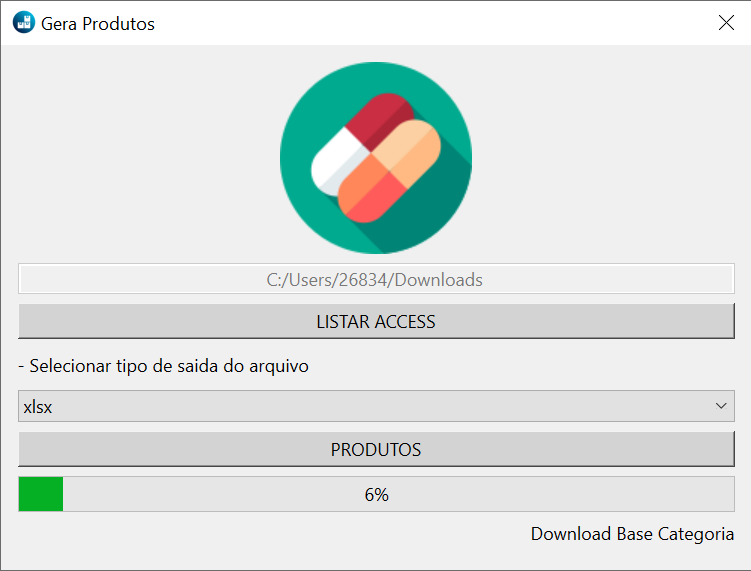 Gera Produtos
C:/Users/26834/Downloads
LISTAR ACCESS
- Selecionar tipo de saida do arquivo
xlsx
PRODUTOS
6%
Download Base Categoria